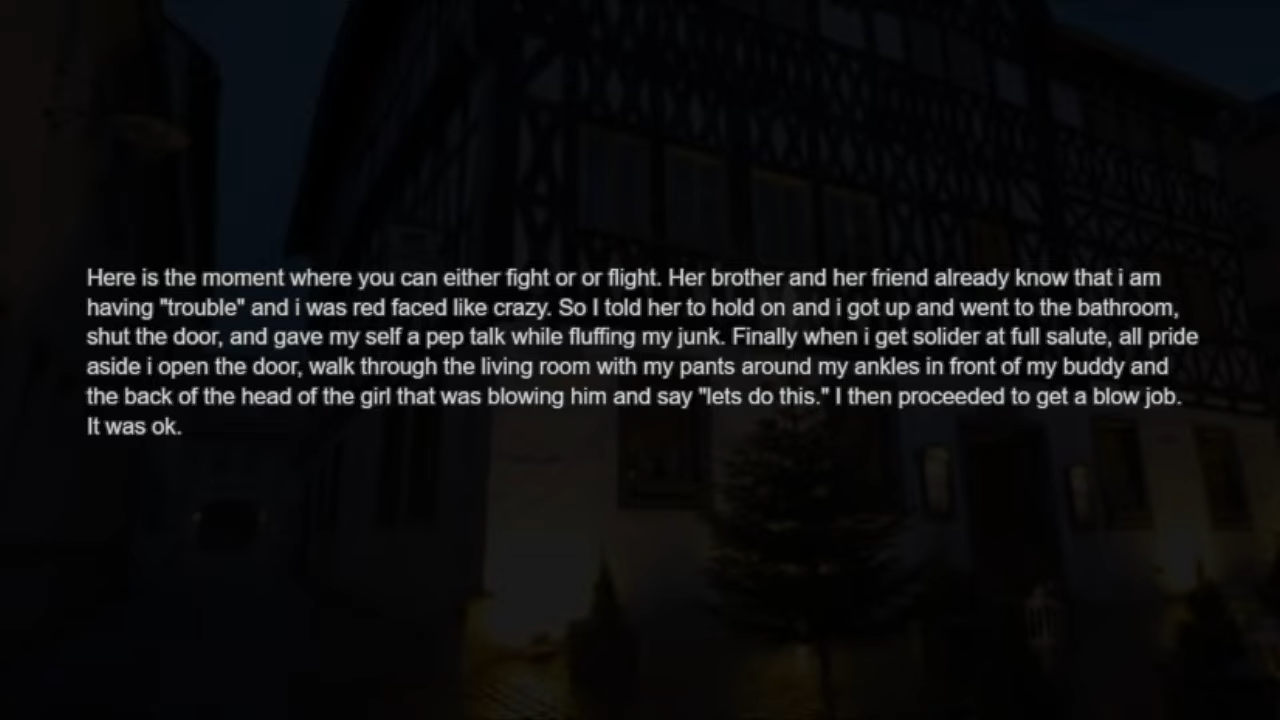 Here is the moment where you can either fight or or flight. Her brother and her friend already know that i am
having "trouble" and i was red faced like crazy. So I told her to hold on and i got up and went to the bathroom,
shut the door, and gave my self a pep talk while fluffing my junk. Finally when i get solider at full salute, all pride
aside i open the door, walk through the living room with my pants around my ankles in front of my buddy and
the back of the head of the girl that was blowing him and say "lets do this." I then proceeded to get a blow job.
It was ok.